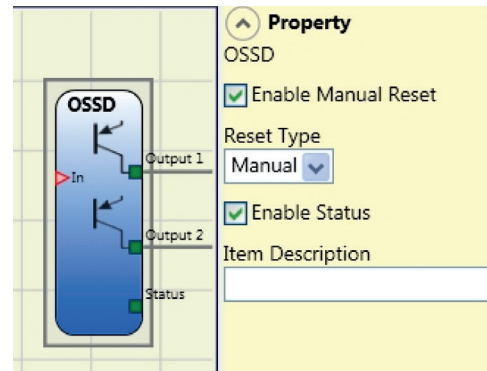 OSSD
In
Output 1
Output 2
Status
Property
OSSD
Enable Manual Reset
Reset Type
Manual
Enable Status
Item Description